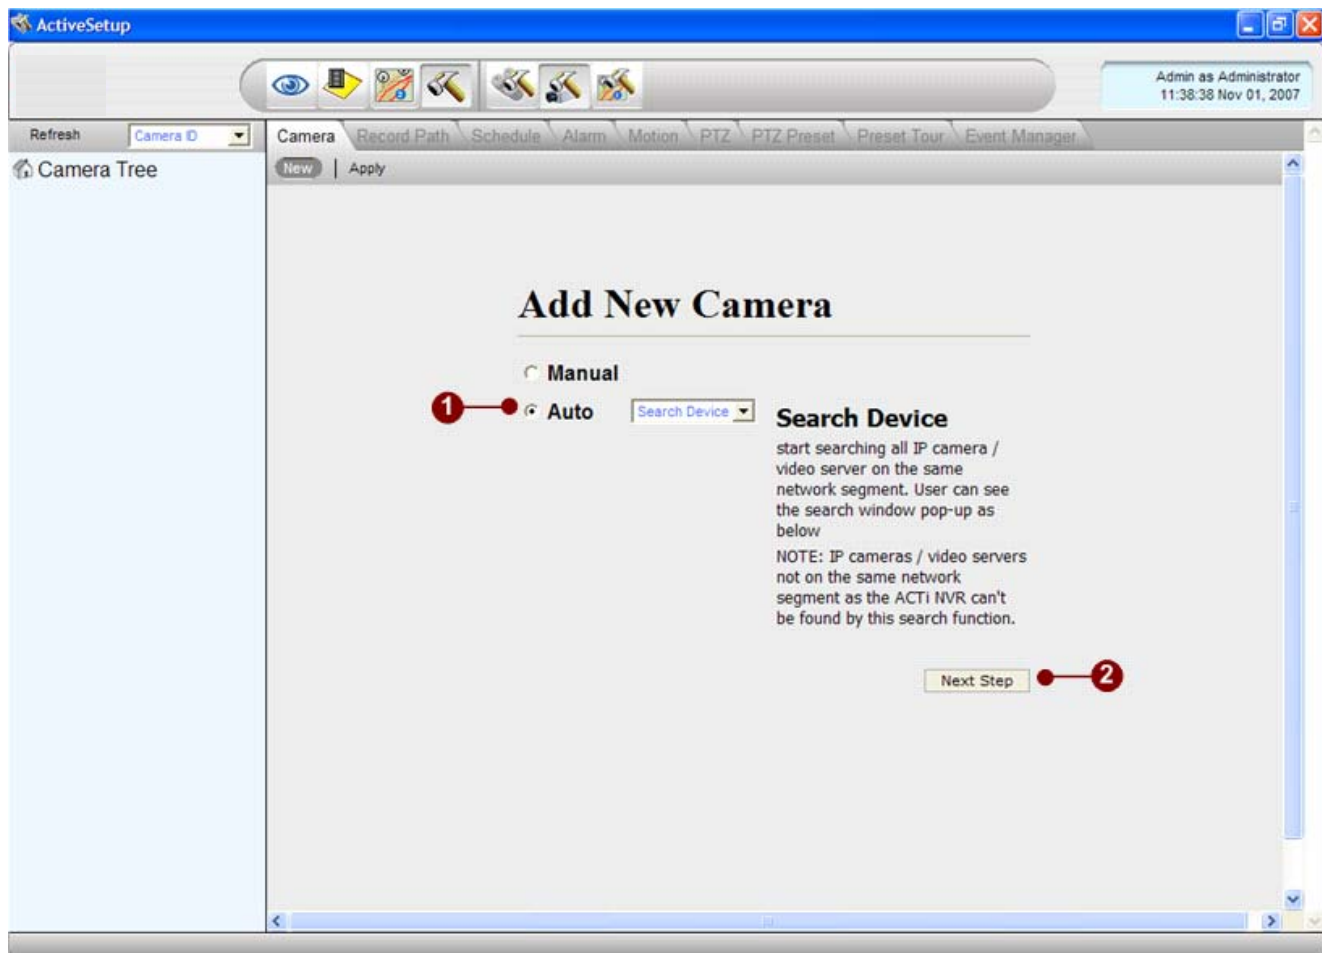 ActiveSetup
Admin as Administrator
11:38:38 Nov 01, 2007
Refresh
Camera ID
Camera Record Path Schedule Alarm Motion PTZ PTZ Preset Preset Tour Event Manager
Camera Tree
New | Apply
Add New Camera
Manual
1
Auto
Search Device
Search Device
start searching all IP camera /
video server on the same
network segment. User can see
the search window pop-up as
below
NOTE: IP cameras / video servers
not on the same network
segment as the ACTi NVR can't
be found by this search function.
Next Step
2